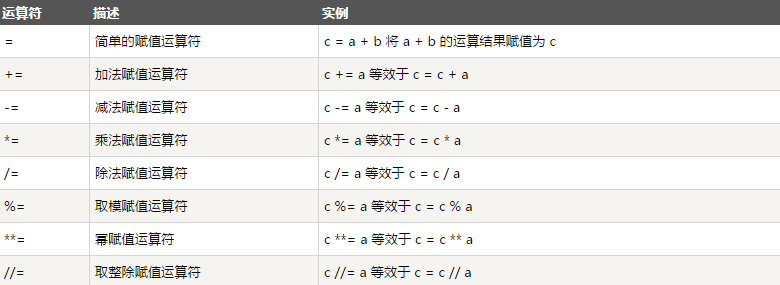 运算符 描述 实例
= 简单的赋值运算符 c = a + b 将 a + b 的运算结果赋值为 c
+= 加法赋值运算符 c += a 等效于 c = c + a
-= 减法赋值运算符 c -= a 等效于 c = c - a
*= 乘法赋值运算符 c *= a 等效于 c = c * a
/= 除法赋值运算符 c /= a 等效于 c = c / a
%= 取模赋值运算符 c %= a 等效于 c = c % a
**= 幂赋值运算符 c **= a 等效于 c = c ** a
//= 取整除赋值运算符 c //= a 等效于 c = c // a